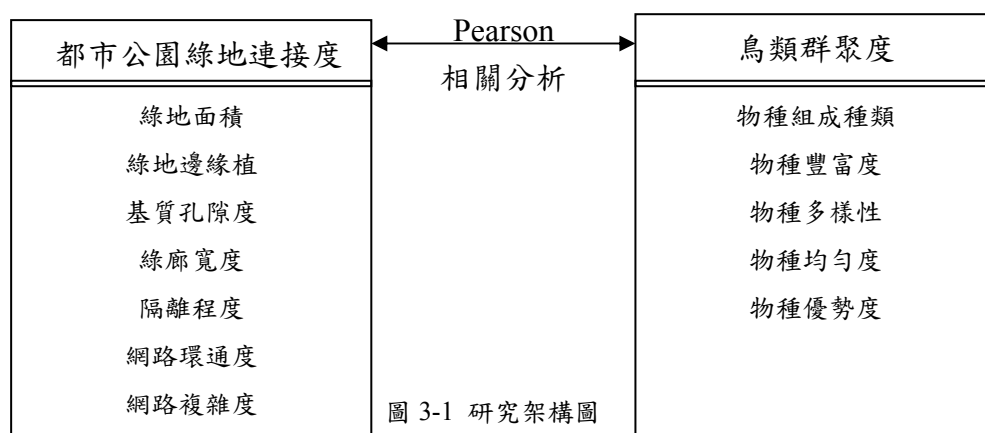 都市公園綠地連接度
綠地面積
綠地邊緣植
基質孔隙度
綠廊寬度
隔離程度
網路環通度
網路複雜度
Pearson
相關分析
鳥類群聚度
物種組成種類
物種豐富度
物種多樣性
物種均勻度
物種優勢度
圖 3-1 研究架構圖